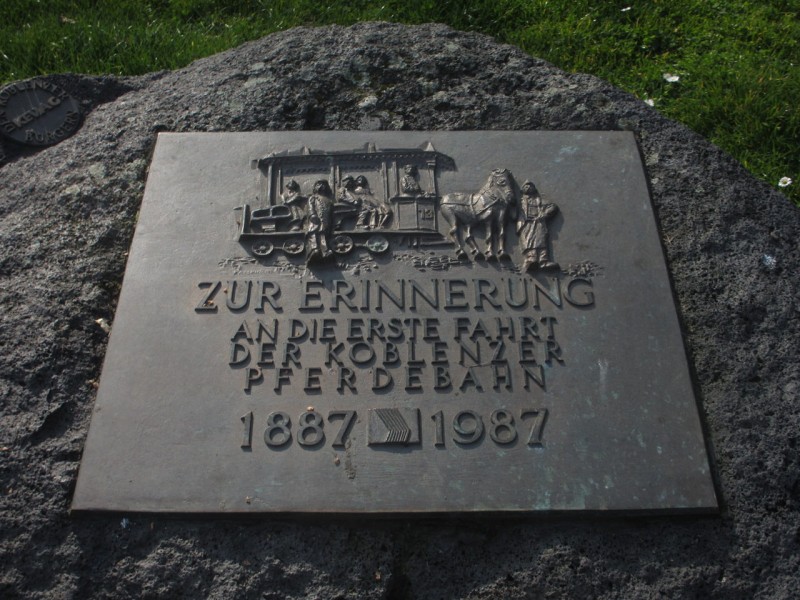 ZUR ERINNERUNG
AN DIE ERSTE FAHRT
DER KOBLENZER
PFERDEBAHN
1887 1987